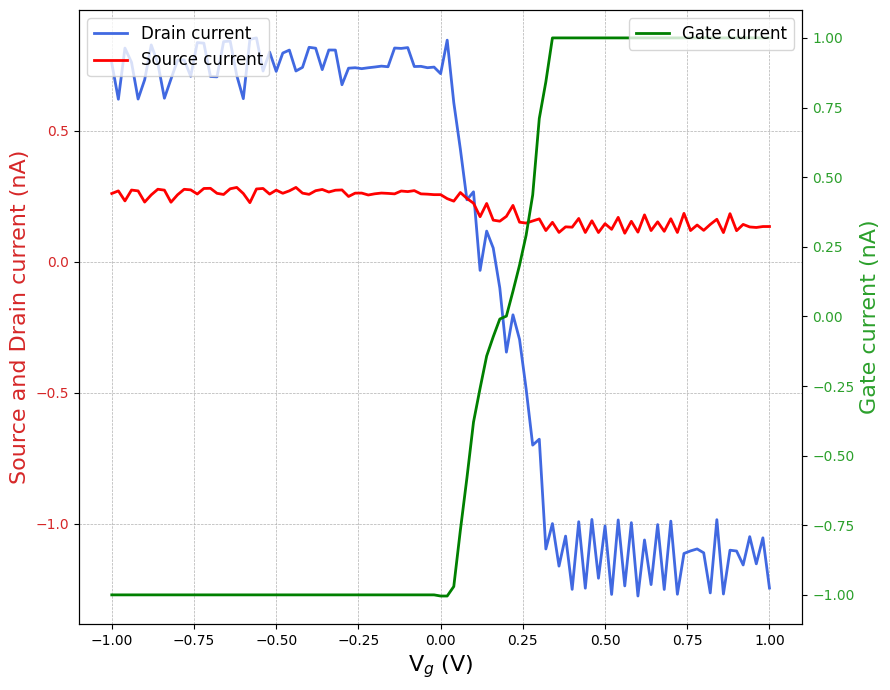 Drain current
Source current
Gate current
Source and Drain current (nA)
0.5
0.0
−0.5
−1.0
1.00
0.75
0.50
0.25
0.00
−0.25
−0.50
−0.75
−1.00
Gate current (nA)
−1.00 −0.75 −0.50 −0.25 0.00 0.25 0.50 0.75 1.00
V_g (V)